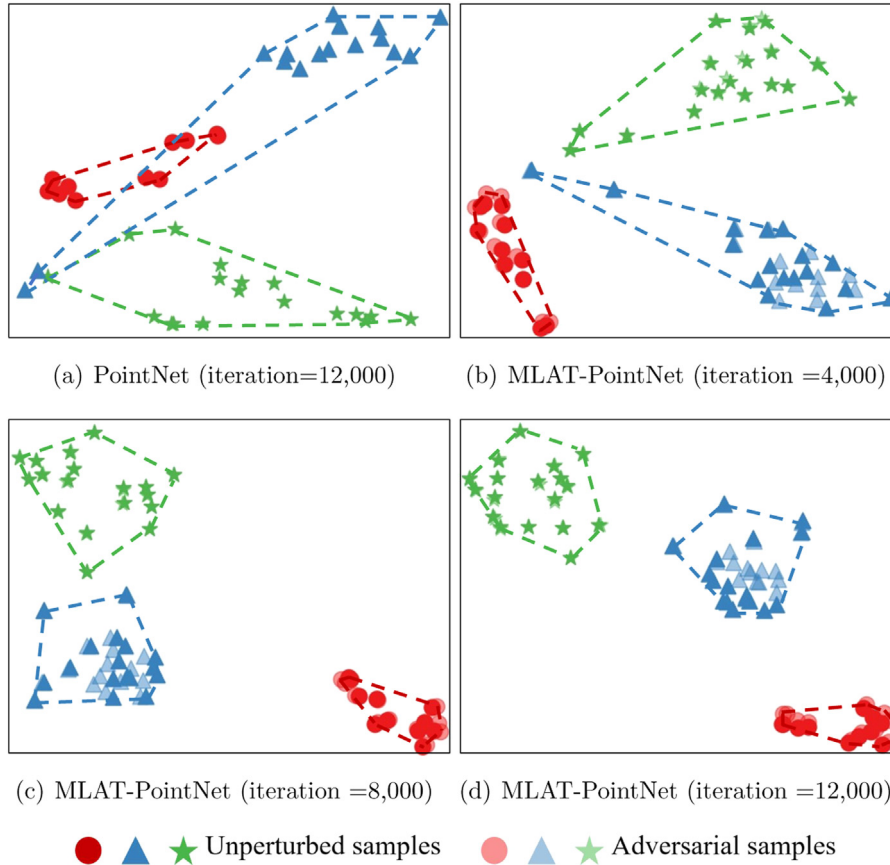 (a) PointNet (iteration=12,000)
(b) MLAT-PointNet (iteration =4,000)
(c) MLAT-PointNet (iteration =8,000)
(d) MLAT-PointNet (iteration =12,000)
Unperturbed samples
Adversarial samples